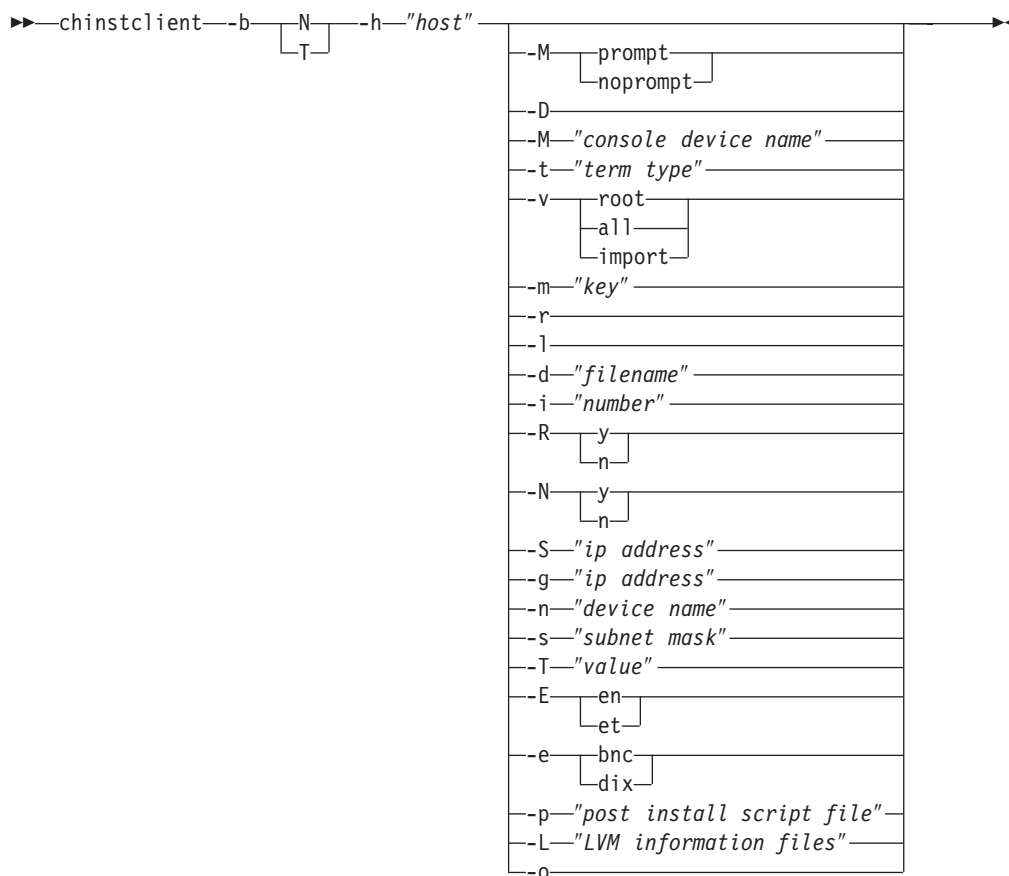 chinstclient -b N -h "host"
T
-M prompt
noprompt
-D
-M "console device name"
-t "term type"
-v root
all
import
-m "key"
-r
-l
-d "filename"
-i "number"
-R y
n
-N y
n
-S "ip address"
-g "ip address"
-n "device name"
-s "subnet mask"
-T "value"
-E en
et
-e bnc
dix
-p "post install script file"
-L "LVM information files"
-o